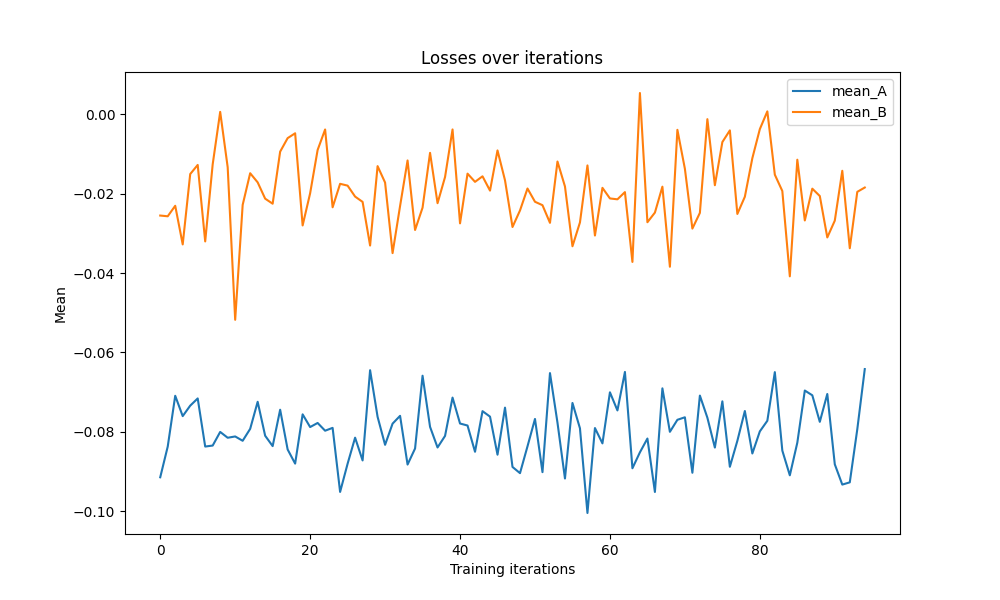 Losses over iterations
mean_A
mean_B
Mean
0.00
−0.02
−0.04
−0.06
−0.08
−0.10
0
20
40
60
80
Training iterations